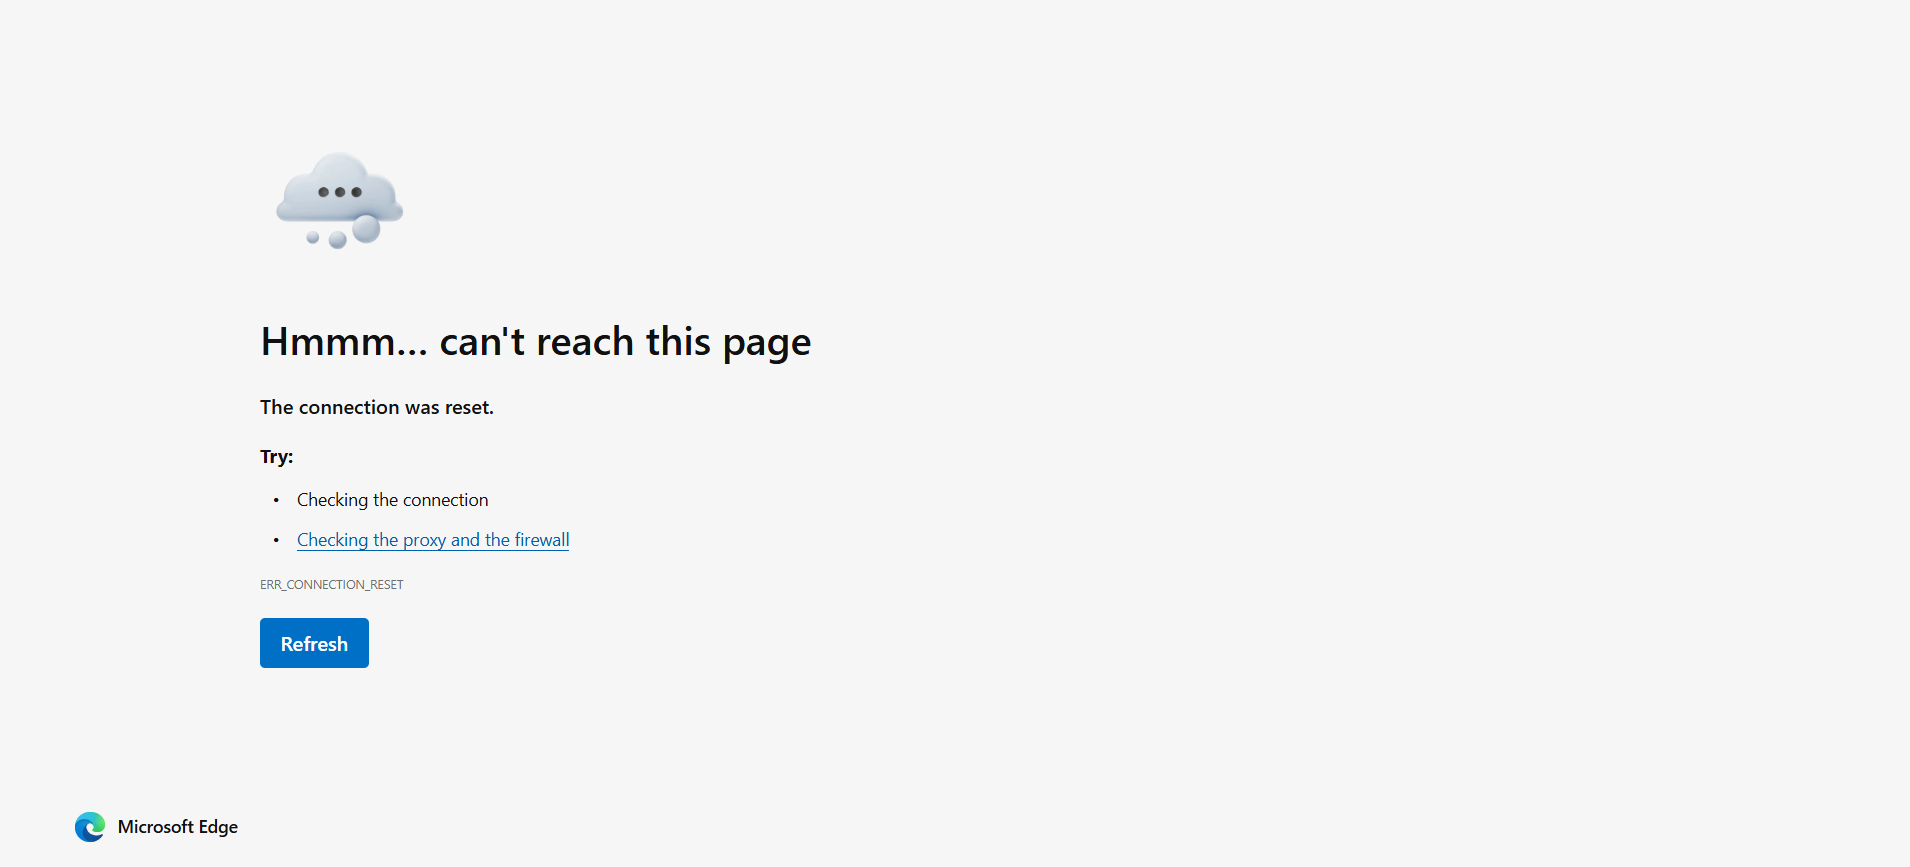 Hmmm... can't reach this page
The connection was reset.
Try:
• Checking the connection
• Checking the proxy and the firewall
ERR_CONNECTION_RESET
Refresh
Microsoft Edge